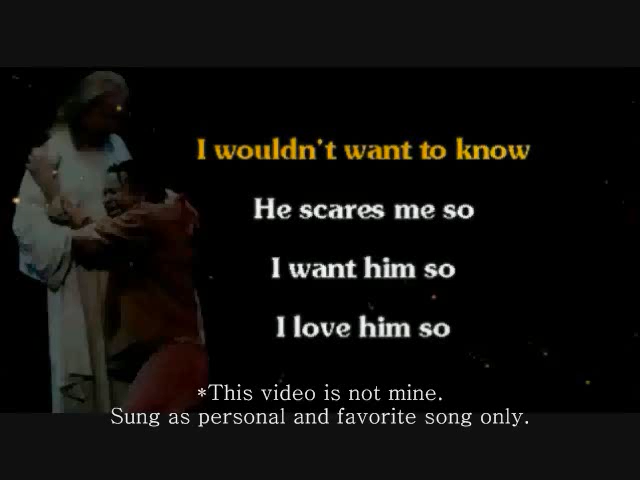 I wouldn't want to know
He scares me so
I want him so
I love him so
*This video is not mine.
Sung as personal and favorite song only.